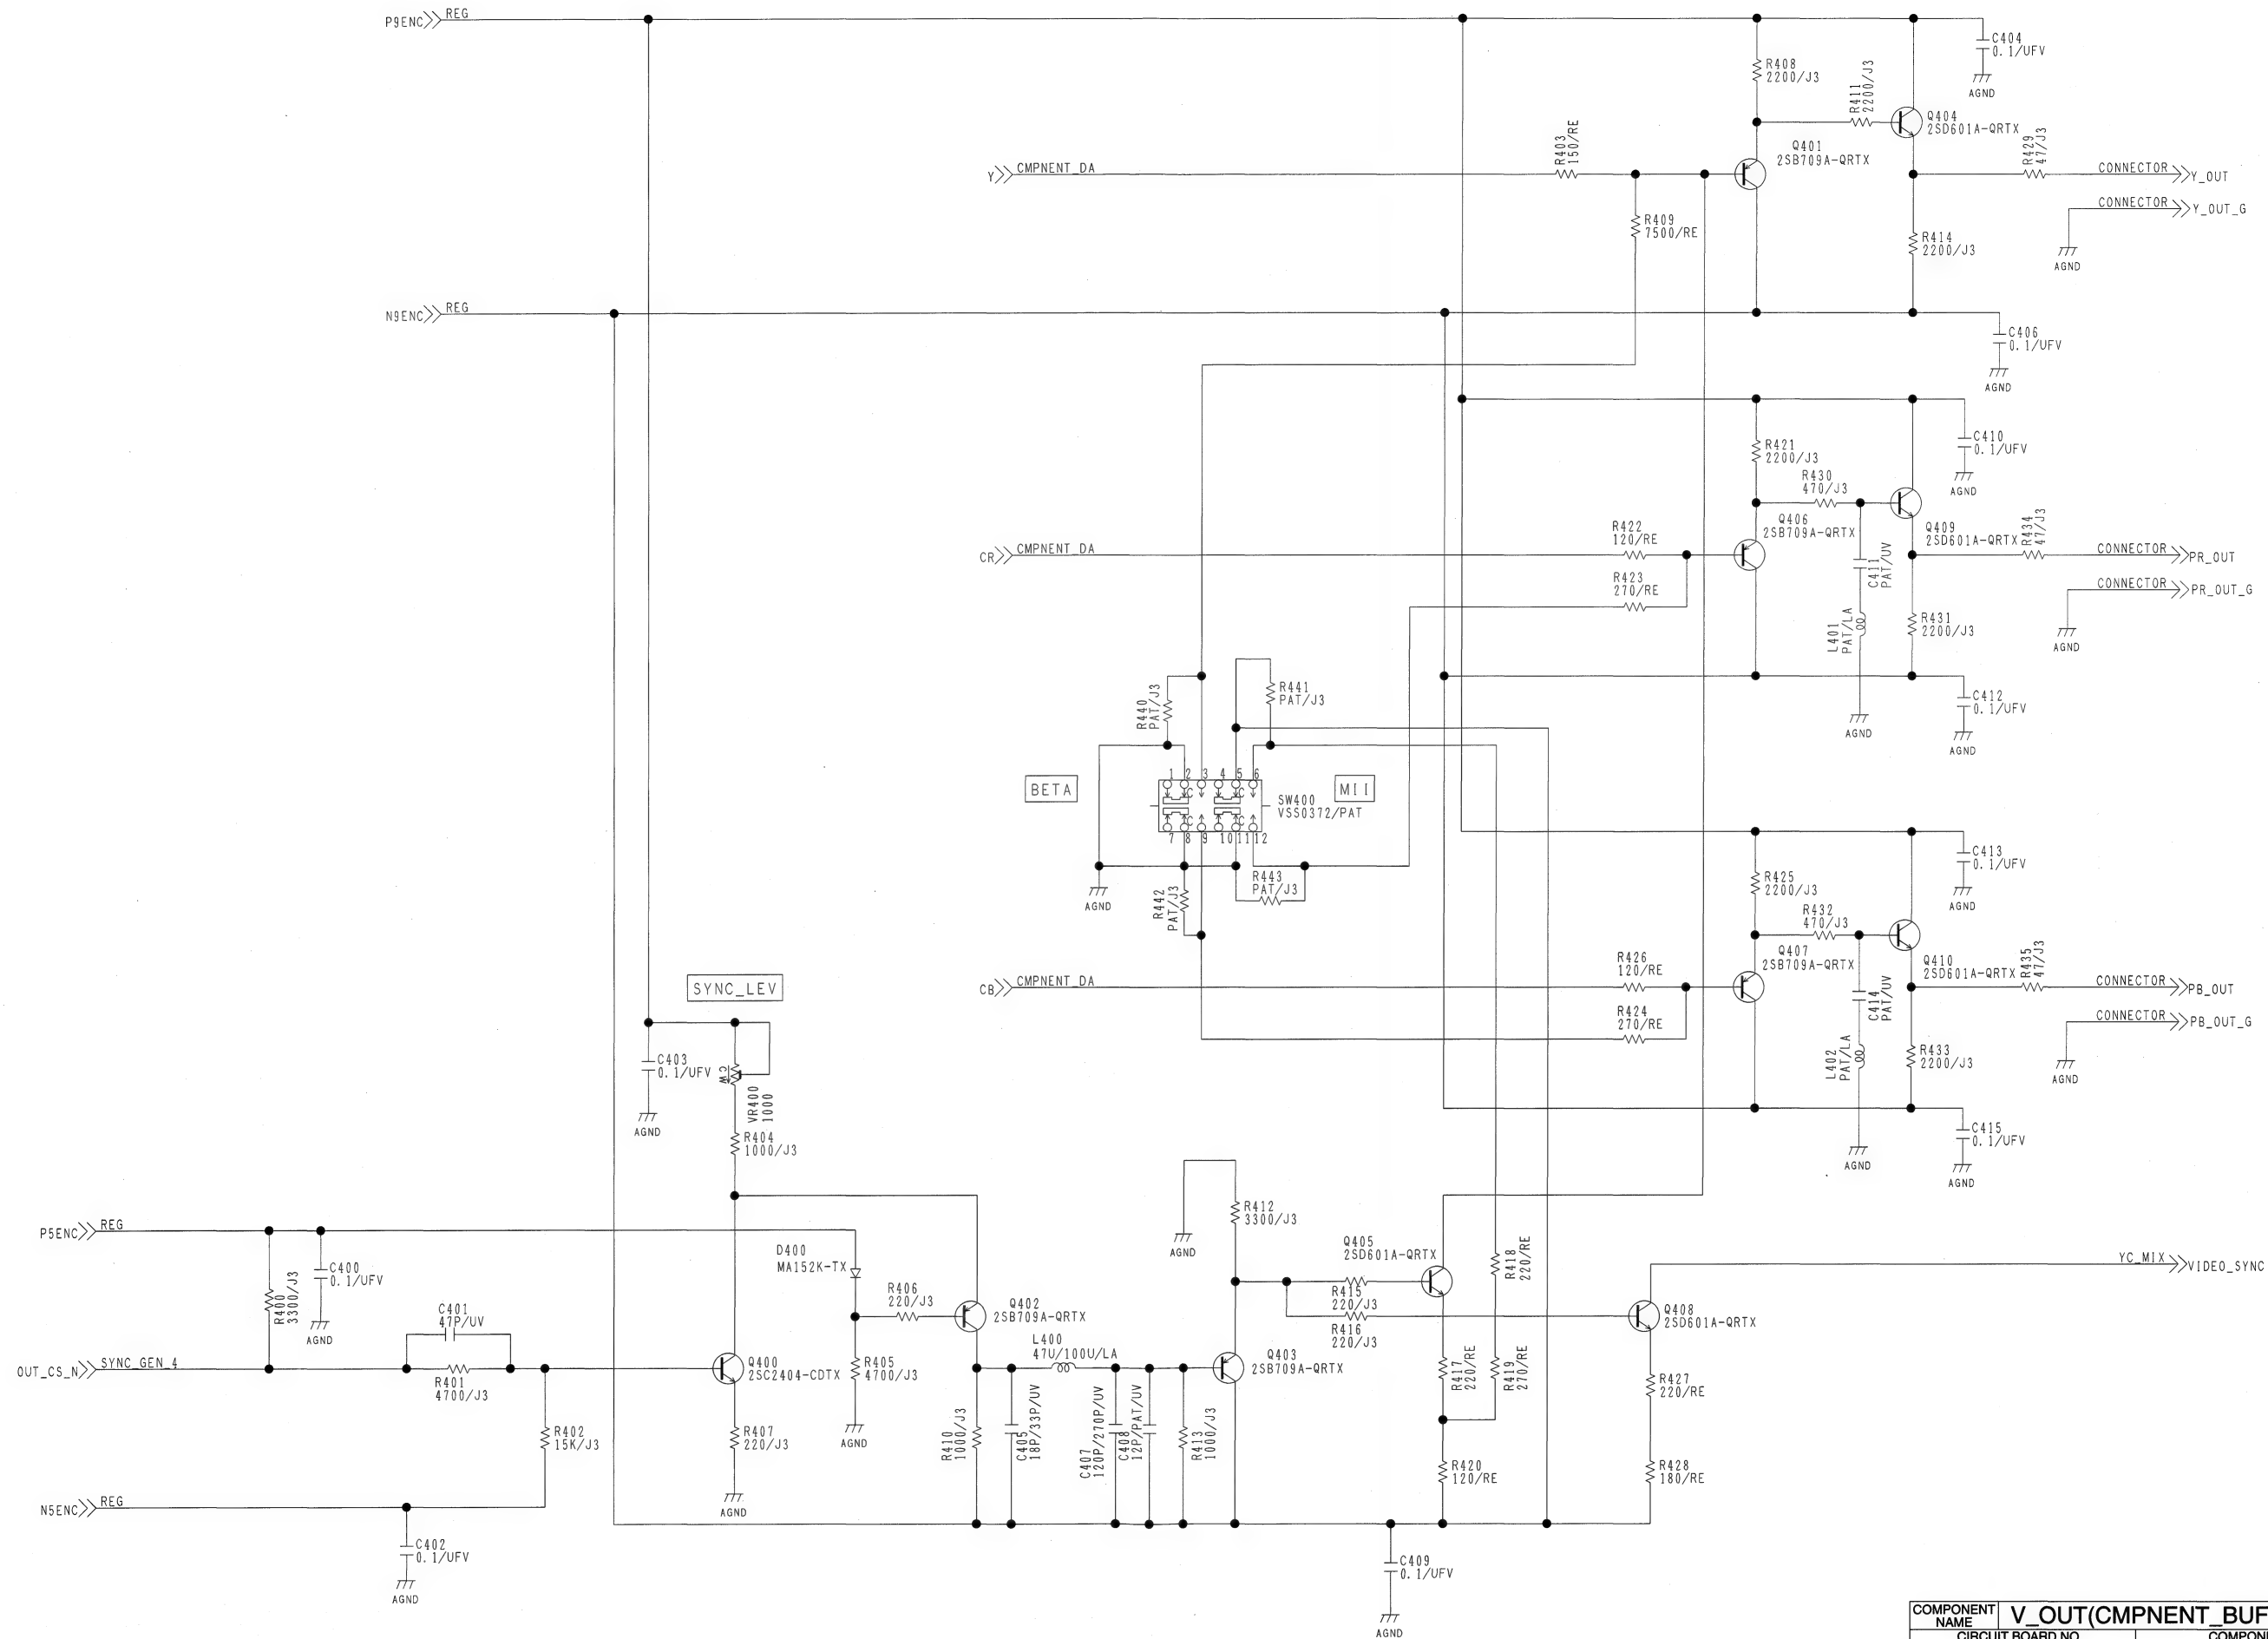 P9ENC REG
C404
0.1/UFV
AGND
R408
2200/J3
R411
2200/J3
Q404
2SD601A-QRTX
R403
150/RE
Q401
2SB709A-QRTX
R429
47/J3
Y CMPNENT_DA
CONNECTOR Y_OUT
CONNECTOR Y_OUT_G
R409
7500/RE
R414
2200/J3
AGND
N9ENC REG
C406
0.1/UFV
AGND
R421
2200/J3
C410
0.1/UFV
AGND
R430
470/J3
Q406
2SB709A-QRTX
Q409
2SD601A-QRTX
R434
47/J3
R422
120/RE
CR CMPNENT_DA
CONNECTOR PR_OUT
R423
270/RE
C411
PAT/UV
CONNECTOR PR_OUT_G
L401
PAT/LA
R431
2200/J3
AGND
R440
PAT/J3
R441
PAT/J3
C412
0.1/UFV
AGND
AGND
BETA
1 2 3 4 5 6
C C
SW400
VSS0372/PAT
MII
C C
7 8 9 10 11 12
AGND
R442
PAT/J3
R443
PAT/J3
C413
0.1/UFV
AGND
R425
2200/J3
R432
470/J3
Q407
2SB709A-QRTX
Q410
2SD601A-QRTX
R435
47/J3
SYNC_LEV
R426
120/RE
CB CMPNENT_DA
CONNECTOR PB_OUT
R424
270/RE
C414
PAT/UV
CONNECTOR PB_OUT_G
C403
0.1/UFV
CW
VR400
1000
L402
PAT/LA
R433
2200/J3
AGND
AGND
R404
1000/J3
C415
0.1/UFV
AGND
AGND
P5ENC REG
R412
3300/J3
AGND
D400
MA152K-TX
Q405
2SD601A-QRTX
R418
220/RE
YC_MIX VIDEO_SYNC
R400
3300/J3
C400
0.1/UFV
AGND
C401
47P/UV
R406
220/J3
Q402
2SB709A-QRTX
R415
220/J3
R416
220/J3
Q408
2SD601A-QRTX
OUT_CS_N SYNC_GEN_4
R401
4700/J3
Q400
2SC2404-CDTX
R405
4700/J3
L400
47U/100U/LA
Q403
2SB709A-QRTX
R417
220/RE
R419
270/RE
R427
220/RE
R402
15K/J3
R407
220/J3
AGND
R410
1000/J3
C405
18P/33P/UV
C407
120P/270P/UV
C408
12P/PAT/UV
R413
1000/J3
R420
120/RE
R428
180/RE
N5ENC REG
AGND
C402
0.1/UFV
AGND
C409
0.1/UFV
AGND
COMPONENT
NAME
V_OUT(CMPNENT_BUF
CIRCUIT BOARD NO
COMPON